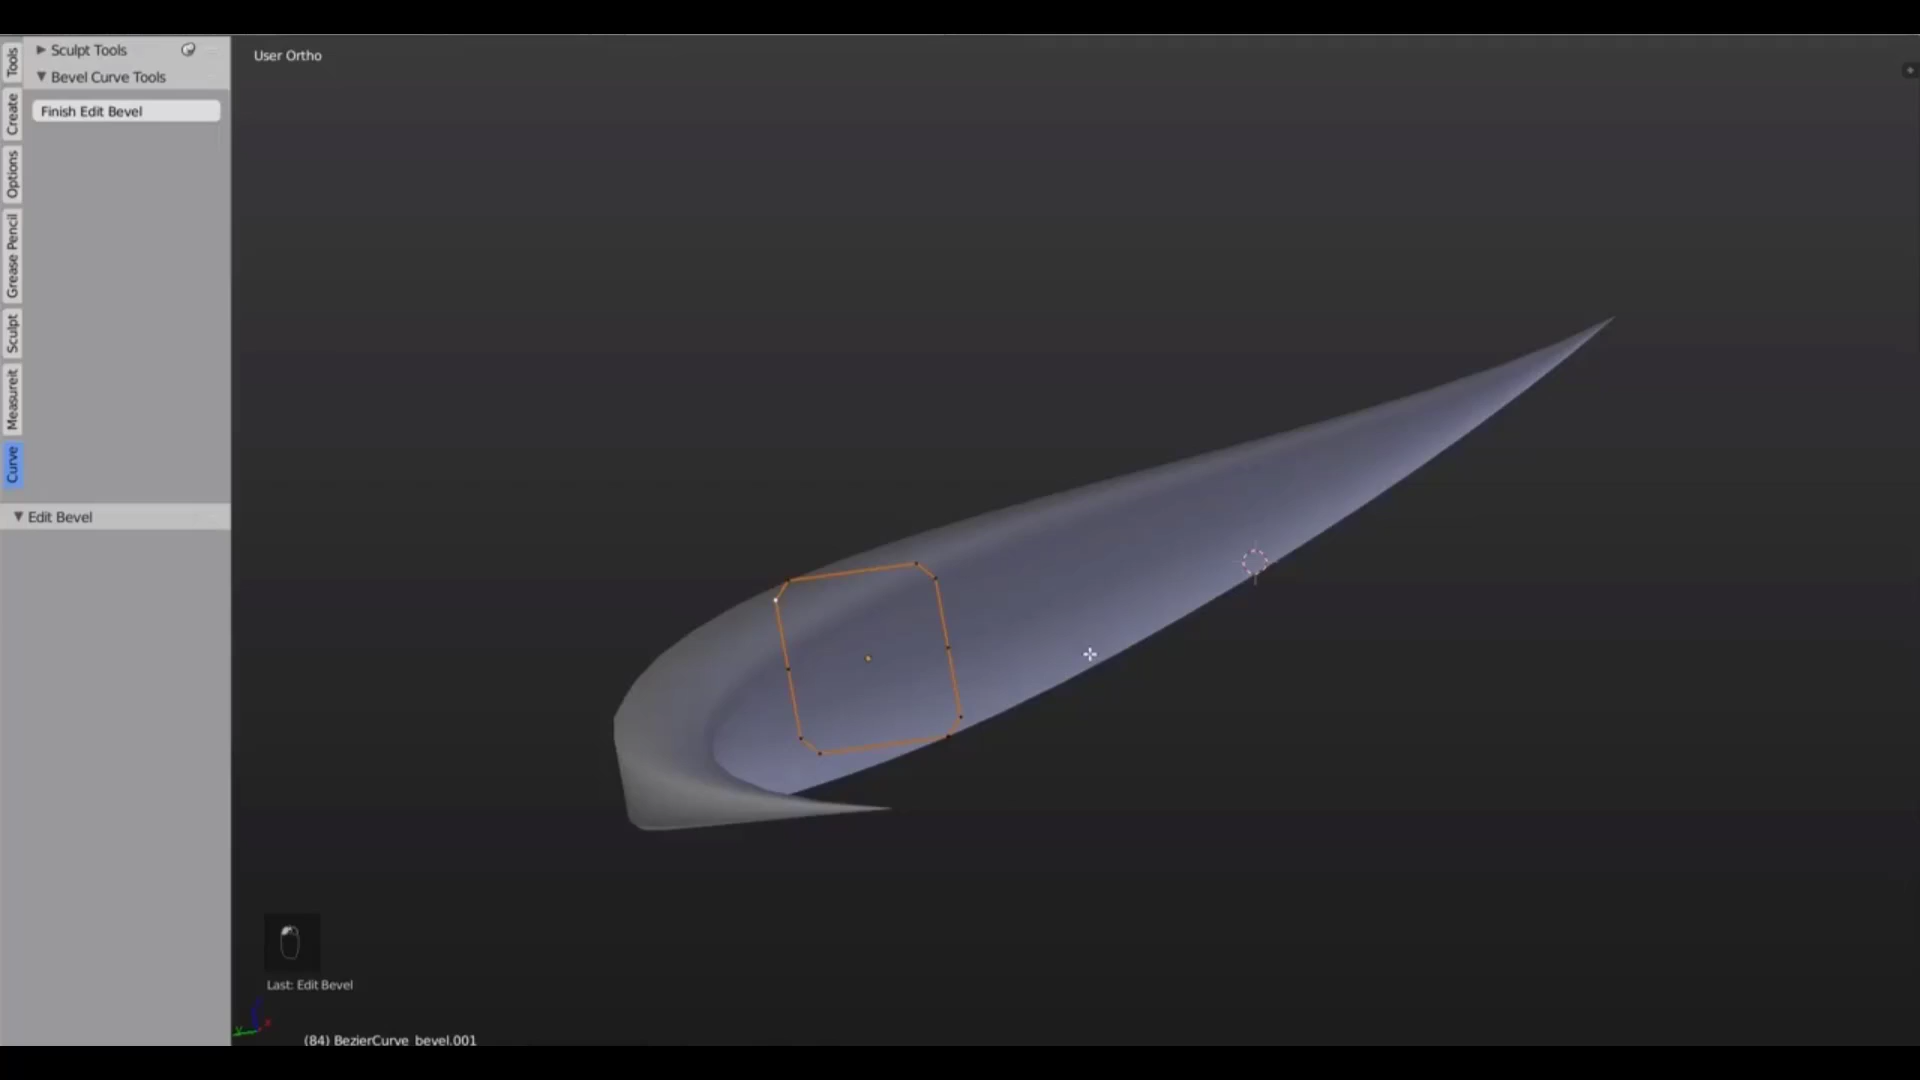 Sculpt Tools
Bevel Curve Tools
Finish Edit Bevel
Tools
Create
Options
Grease Pencil
Sculpt
Measureit
Curve
Edit Bevel
User Ortho
Last: Edit Bevel
(84) BezierCurve_bevel.001